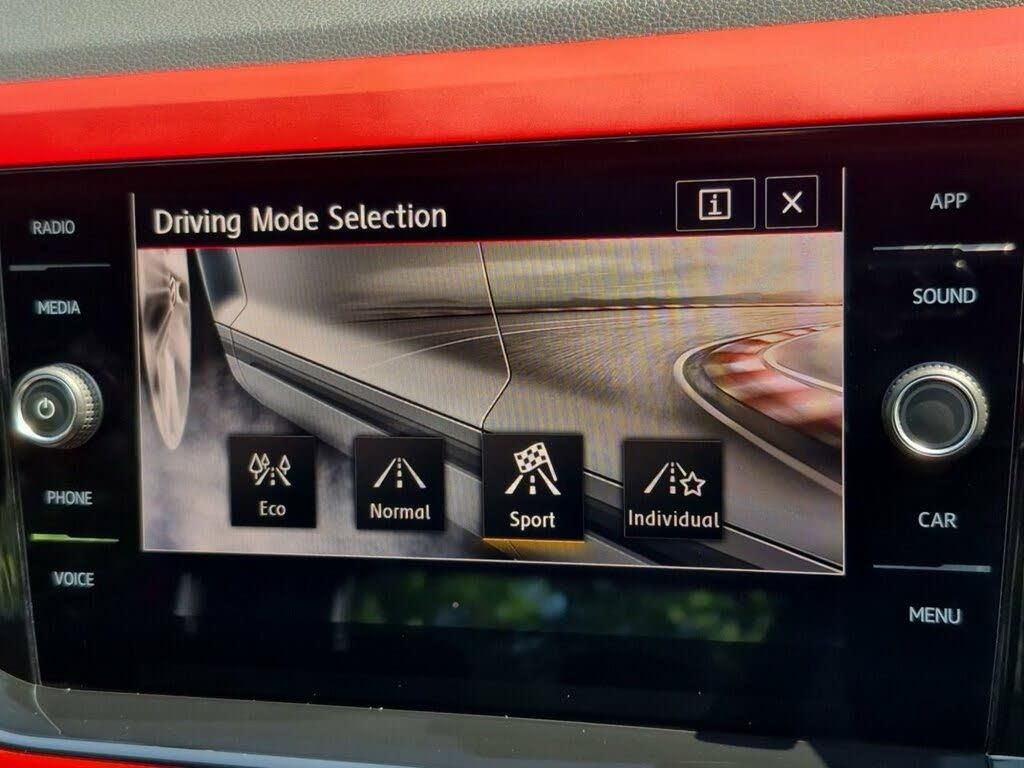 Driving Mode Selection
i
X
RADIO
MEDIA
PHONE
VOICE
Eco
Normal
Sport
Individual
APP
SOUND
CAR
MENU